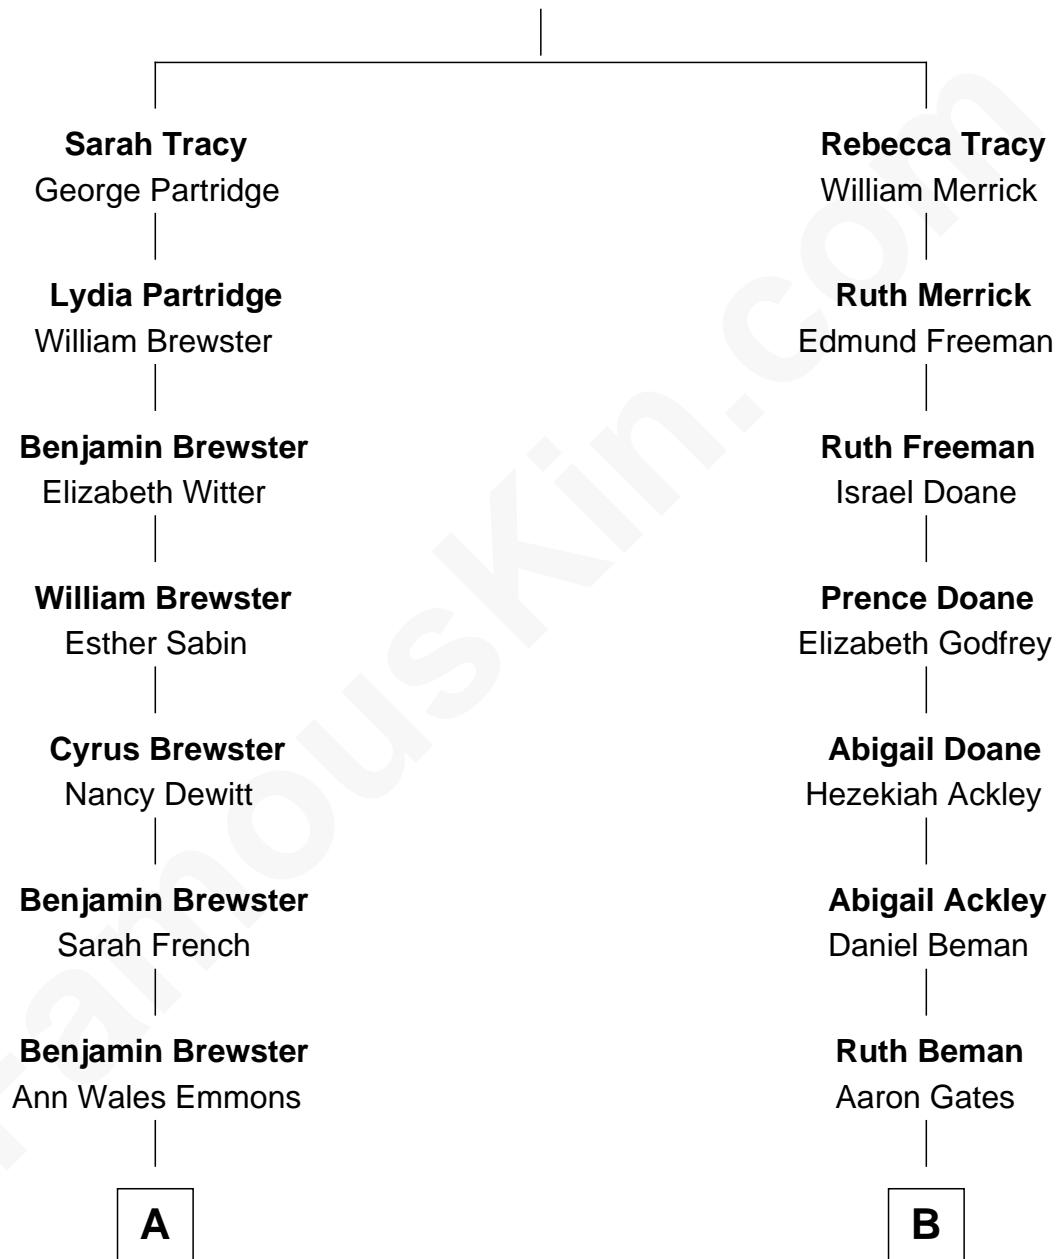 Sarah Tracy
George Partridge
Lydia Partridge
William Brewster
Benjamin Brewster
Elizabeth Witter
William Brewster
Esther Sabin
Cyrus Brewster
Nancy Dewitt
Benjamin Brewster
Sarah French
Benjamin Brewster
Ann Wales Emmons
A
Rebecca Tracy
William Merrick
Ruth Merrick
Edmund Freeman
Ruth Freeman
Israel Doane
Prence Doane
Elizabeth Godfrey
Abigail Doane
Hezekiah Ackley
Abigail Ackley
Daniel Beman
Ruth Beman
Aaron Gates
B
FamousKin.com